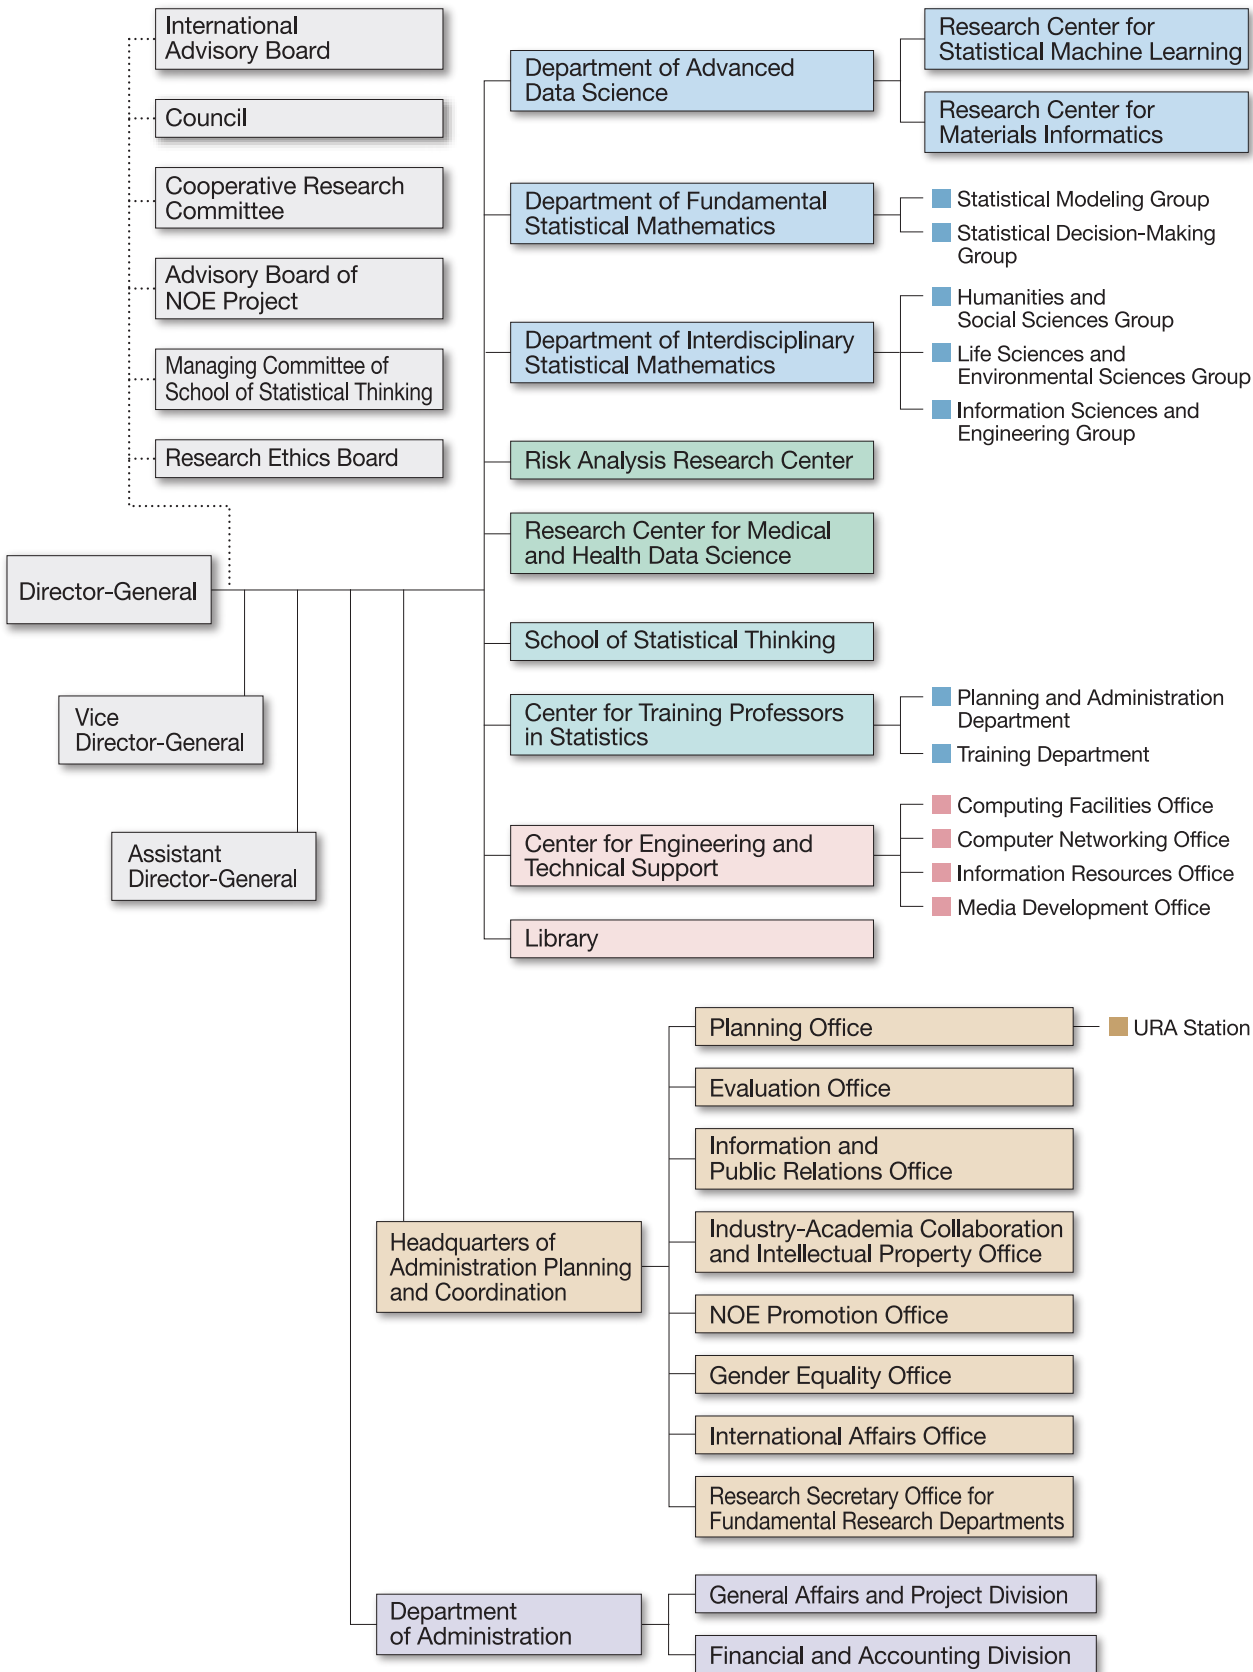 International
Advisory Board
Council
Cooperative Research
Committee
Advisory Board of
NOE Project
Managing Committee of
School of Statistical Thinking
Research Ethics Board
Director-General
Vice
Director-General
Assistant
Director-General
Department of Advanced
Data Science
Research Center for
Statistical Machine Learning
Research Center for
Materials Informatics
Department of Fundamental
Statistical Mathematics
Statistical Modeling Group
Statistical Decision-Making
Group
Department of Interdisciplinary
Statistical Mathematics
Humanities and
Social Sciences Group
Life Sciences and
Environmental Sciences Group
Information Sciences and
Engineering Group
Risk Analysis Research Center
Research Center for Medical
and Health Data Science
School of Statistical Thinking
Center for Training Professors
in Statistics
Planning and Administration
Department
Training Department
Center for Engineering and
Technical Support
Computing Facilities Office
Computer Networking Office
Information Resources Office
Media Development Office
Library
Headquarters of
Administration Planning
and Coordination
Planning Office
URA Station
Evaluation Office
Information and
Public Relations Office
Industry-Academia Collaboration
and Intellectual Property Office
NOE Promotion Office
Gender Equality Office
International Affairs Office
Research Secretary Office for
Fundamental Research Departments
Department
of Administration
General Affairs and Project Division
Financial and Accounting Division